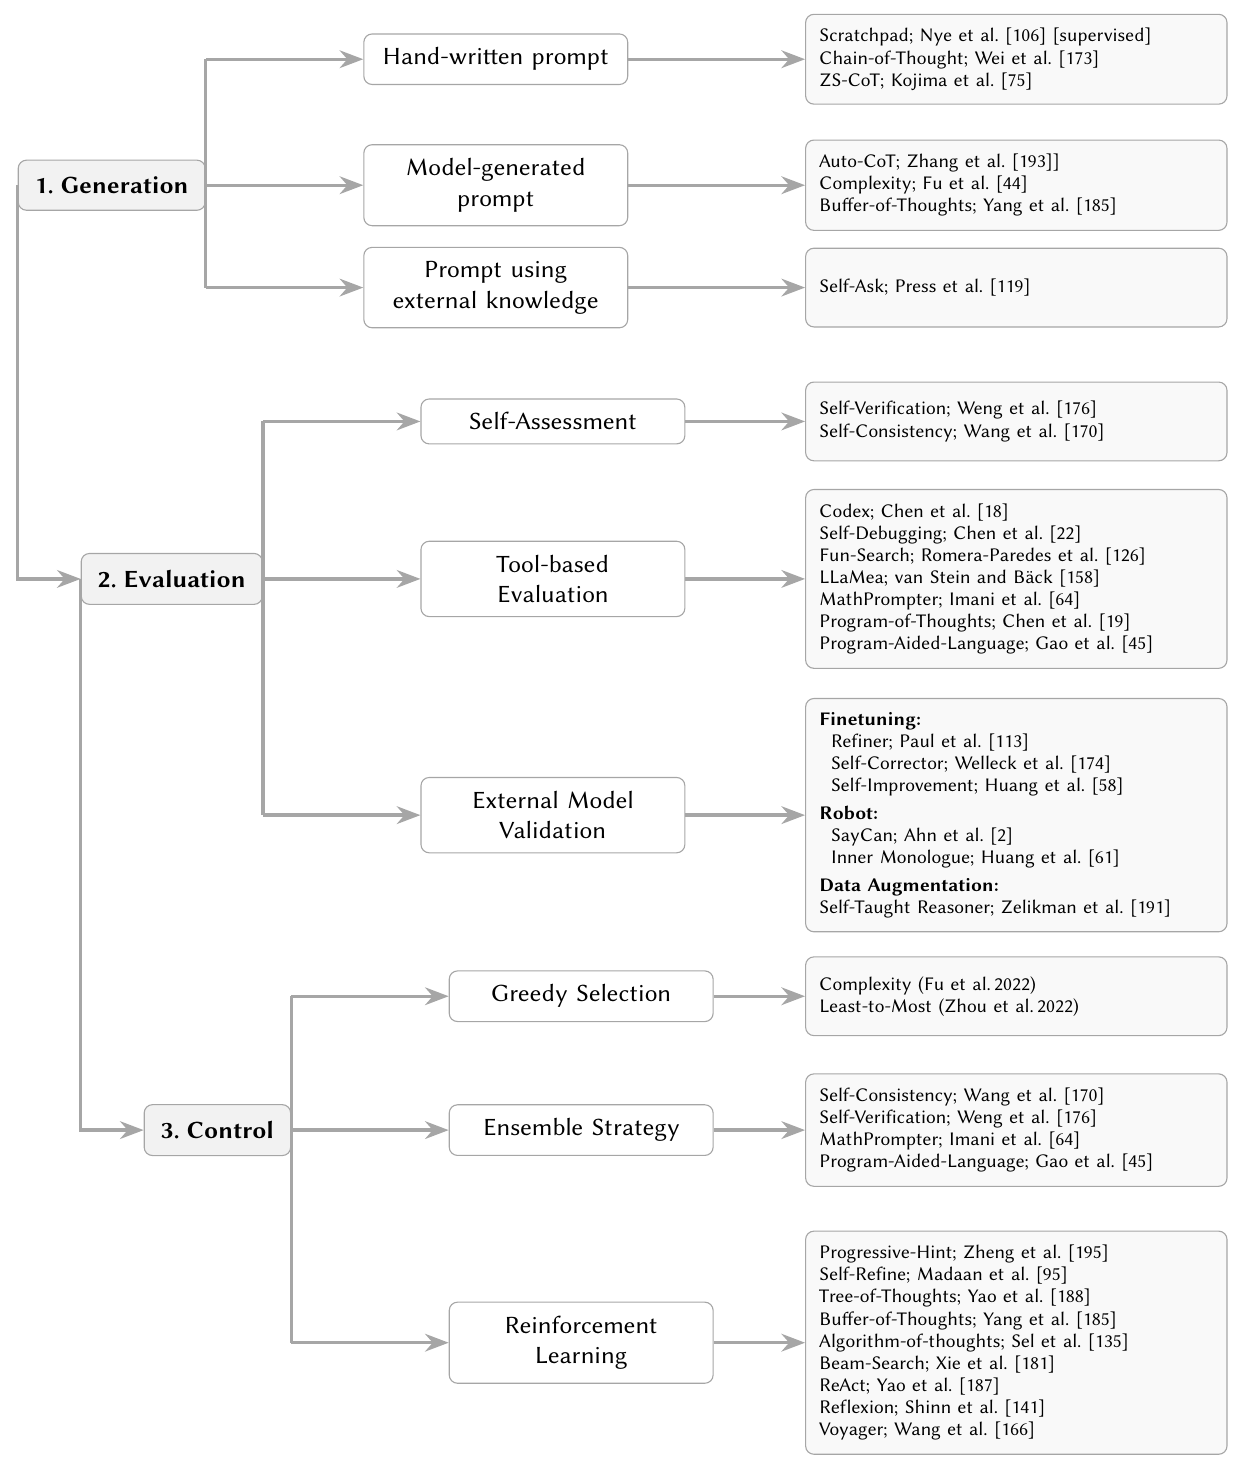 1. Generation
Hand-written prompt
Scratchpad; Nye et al. [106] [supervised]
Chain-of-Thought; Wei et al. [173]
ZS-CoT; Kojima et al. [75]
Model-generated
prompt
Auto-CoT; Zhang et al. [193]]
Complexity; Fu et al. [44]
Buffer-of-Thoughts; Yang et al. [185]
Prompt using
external knowledge
Self-Ask; Press et al. [119]
2. Evaluation
Self-Assessment
Self-Verification; Weng et al. [176]
Self-Consistency; Wang et al. [170]
Tool-based
Evaluation
Codex; Chen et al. [18]
Self-Debugging; Chen et al. [22]
Fun-Search; Romera-Paredes et al. [126]
LLaMea; van Stein and Bäck [158]
MathPrompter; Imani et al. [64]
Program-of-Thoughts; Chen et al. [19]
Program-Aided-Language; Gao et al. [45]
External Model
Validation
Finetuning:
Refiner; Paul et al. [113]
Self-Corrector; Welleck et al. [174]
Self-Improvement; Huang et al. [58]
Robot:
SayCan; Ahn et al. [2]
Inner Monologue; Huang et al. [61]
Data Augmentation:
Self-Taught Reasoner; Zelikman et al. [191]
3. Control
Greedy Selection
Complexity (Fu et al. 2022)
Least-to-Most (Zhou et al. 2022)
Ensemble Strategy
Self-Consistency; Wang et al. [170]
Self-Verification; Weng et al. [176]
MathPrompter; Imani et al. [64]
Program-Aided-Language; Gao et al. [45]
Reinforcement
Learning
Progressive-Hint; Zheng et al. [195]
Self-Refine; Madaan et al. [95]
Tree-of-Thoughts; Yao et al. [188]
Buffer-of-Thoughts; Yang et al. [185]
Algorithm-of-thoughts; Sel et al. [135]
Beam-Search; Xie et al. [181]
ReAct; Yao et al. [187]
Reflexion; Shinn et al. [141]
Voyager; Wang et al. [166]